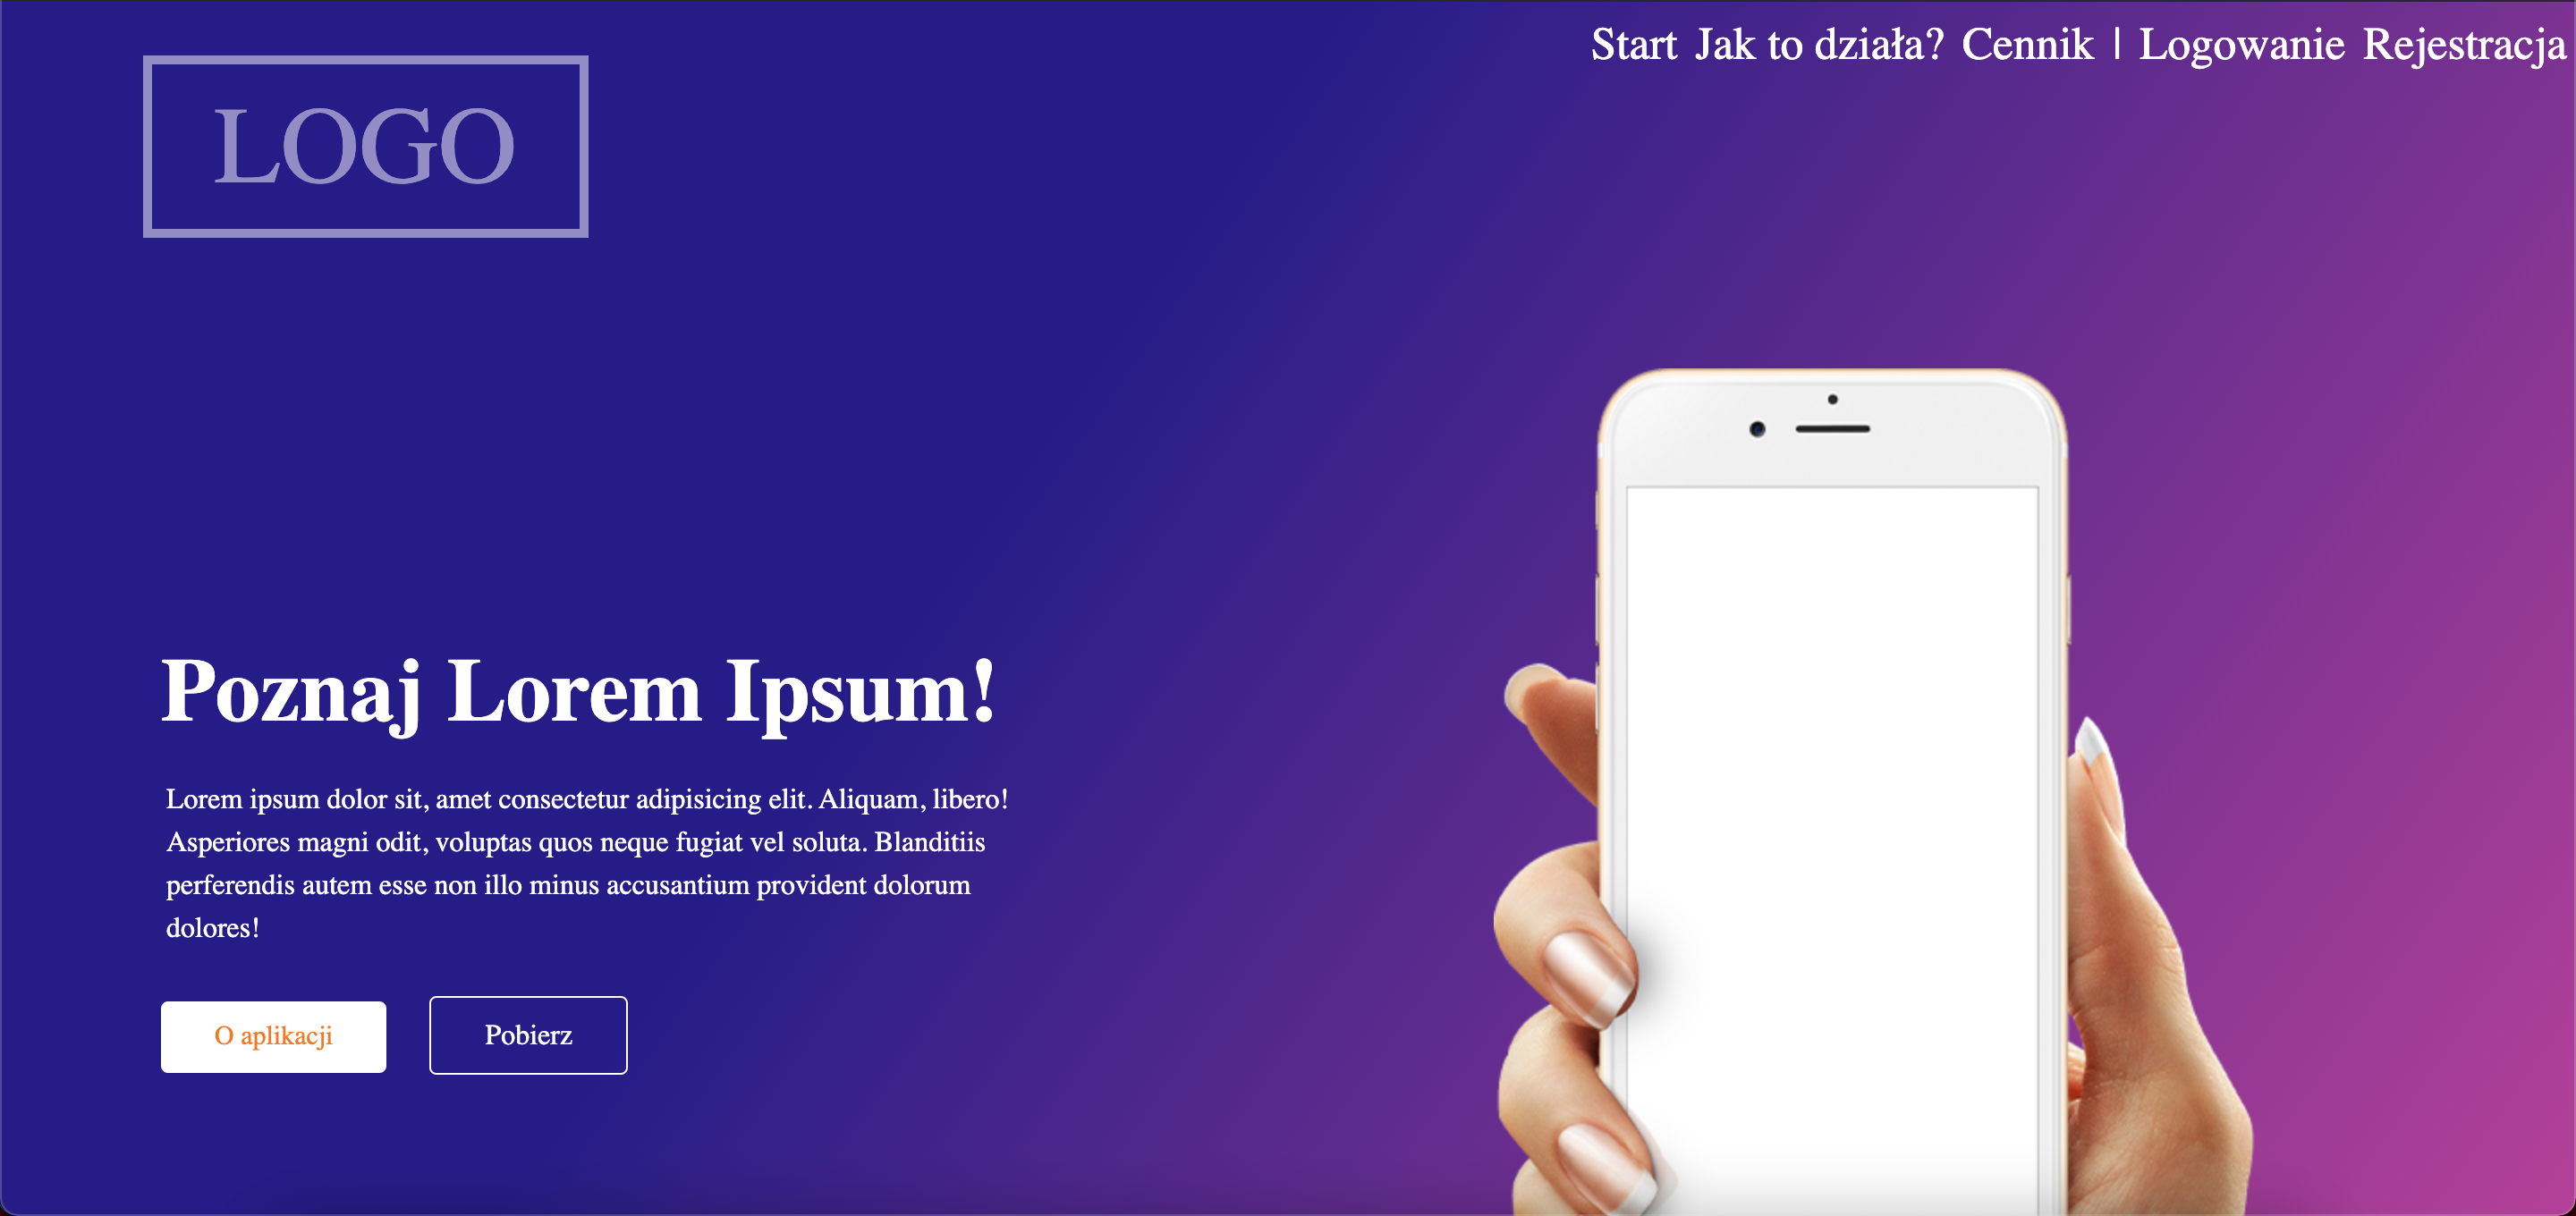 Start Jak to działa? Cennik | Logowanie Rejestracja
LOGO
Poznaj Lorem Ipsum!
Lorem ipsum dolor sit, amet consectetur adipisicing elit. Aliquam, libero!
Asperiores magni odit, voluptas quos neque fugiat vel soluta. Blanditiis
perferendis autem esse non illo minus accusantium provident dolorum
dolores!
O aplikacji
Pobierz